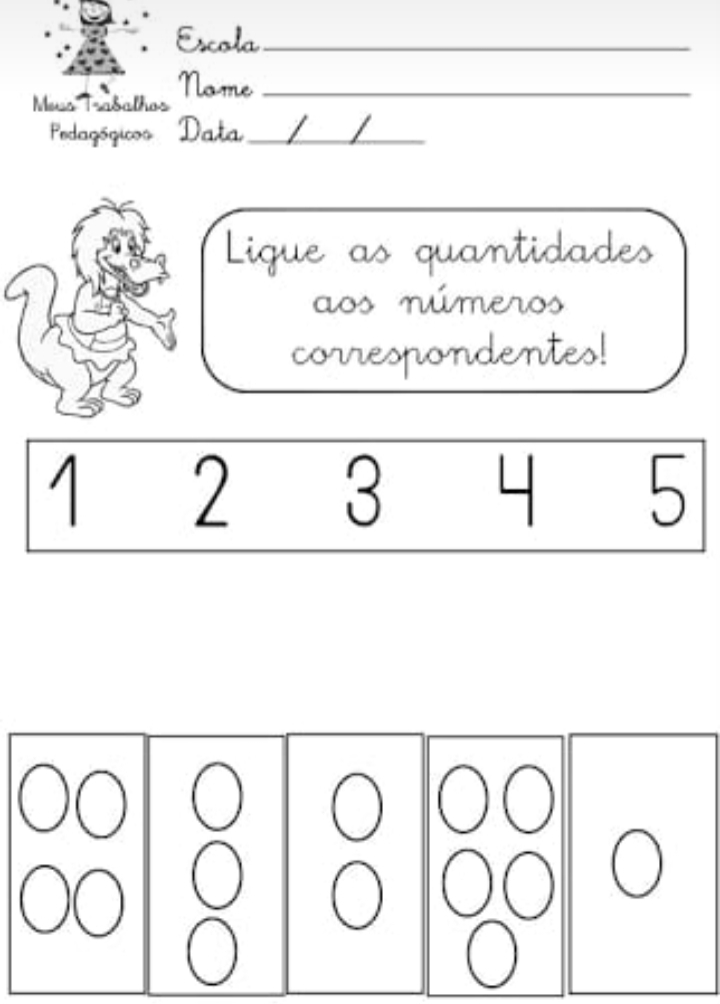 Escola
Nome
Data / /
Meus Trabalhos
Pedagógicos
Ligue as quantidades
aos números
correspondentes!
1 2 3 4 5